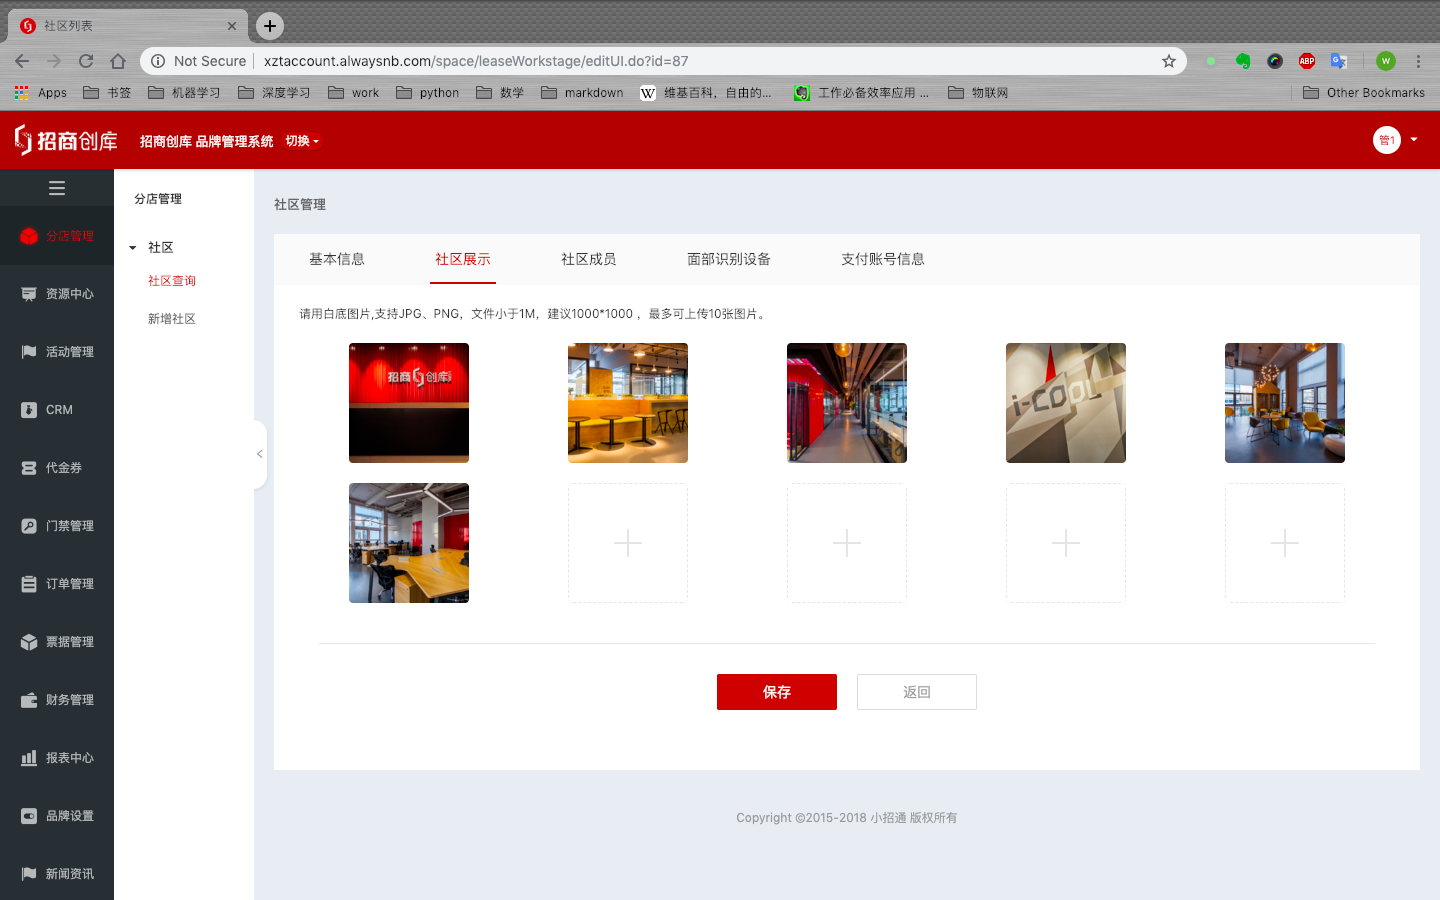 社区列表
Not Secure
xztaccount.alwaysnb.com/space/leaseWorkstage/editUI.do?id=87
ABP
W
Apps
书签
机器学习
深度学习
work
python
数学
markdown
W 维基百科，自由的...
工作必备效率应用 ...
物联网
Other Bookmarks
招商创库
招商创库 品牌管理系统
切换
管1
分店管理
资源中心
活动管理
CRM
代金券
门禁管理
订单管理
票据管理
财务管理
报表中心
品牌设置
新闻资讯
分店管理
社区
社区查询
新增社区
社区管理
基本信息
社区展示
社区成员
面部识别设备
支付账号信息
请用白底图片,支持JPG、PNG，文件小于1M，建议1000*1000 ，最多可上传10张图片。
招商创库
i-COOL
保存
返回
Copyright ©2015-2018 小招通 版权所有